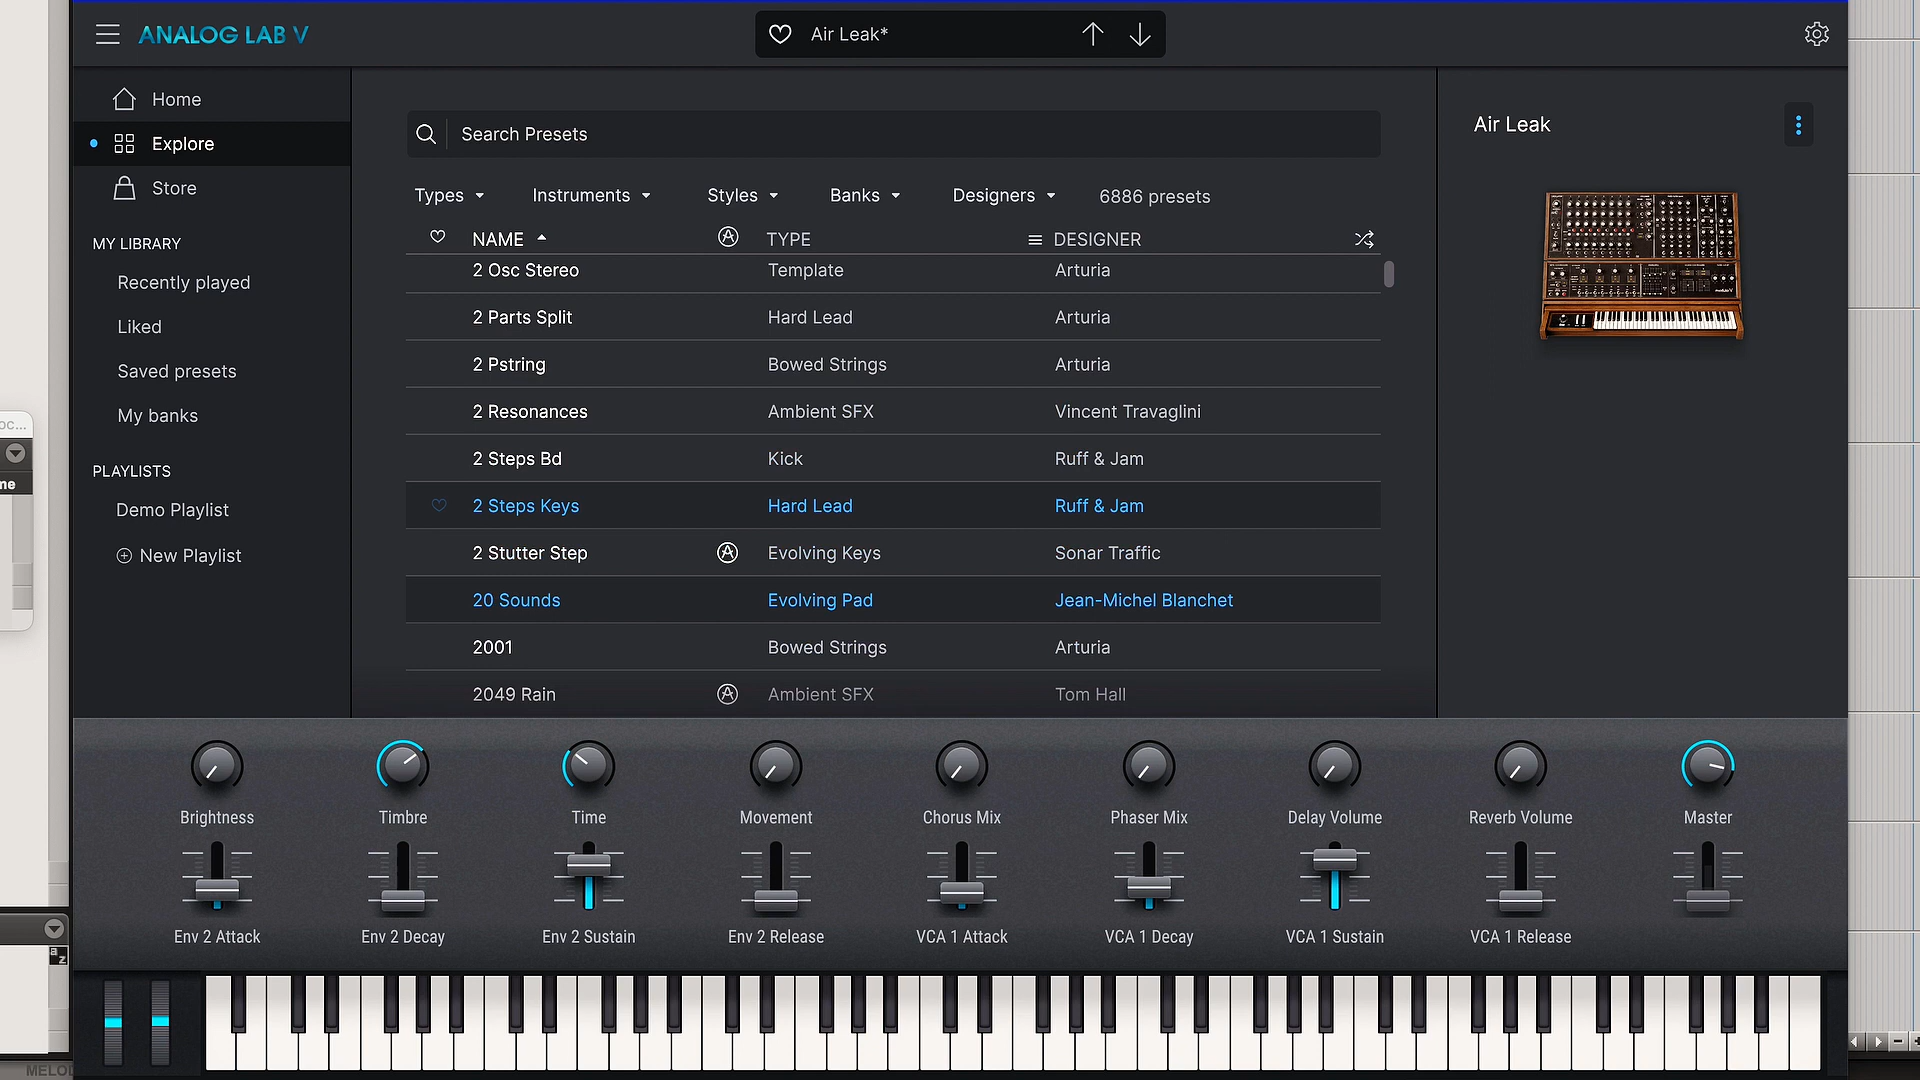 ANALOG LAB V
Air Leak*
Home
Explore
Store
MY LIBRARY
Recently played
Liked
Saved presets
My banks
PLAYLISTS
Demo Playlist
New Playlist
Search Presets
Types Instruments Styles Banks Designers 6886 presets
NAME TYPE DESIGNER
2 Osc Stereo Template Arturia
2 Parts Split Hard Lead Arturia
2 Pstring Bowed Strings Arturia
2 Resonances Ambient SFX Vincent Travaglini
2 Steps Bd Kick Ruff & Jam
2 Steps Keys Hard Lead Ruff & Jam
2 Stutter Step Evolving Keys Sonar Traffic
20 Sounds Evolving Pad Jean-Michel Blanchet
2001 Bowed Strings Arturia
2049 Rain Ambient SFX Tom Hall
Air Leak
Brightness Timbre Time Movement Chorus Mix Phaser Mix Delay Volume Reverb Volume Master
Env 2 Attack Env 2 Decay Env 2 Sustain Env 2 Release VCA 1 Attack VCA 1 Decay VCA 1 Sustain VCA 1 Release
oc...
me
a z
MELO